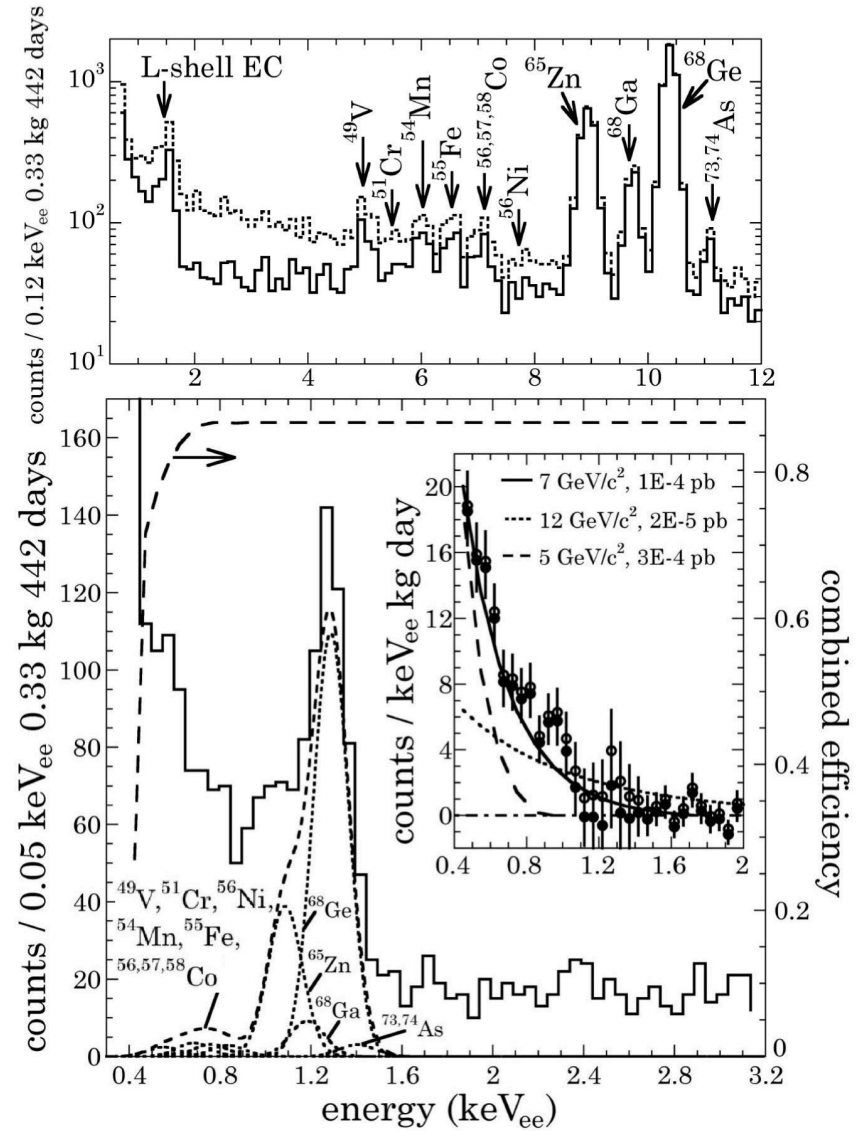 counts / 0.12 keVee 0.33 kg 442 days
10³
10²
10¹
L-shell EC
⁴⁹V
⁵¹Cr
⁵⁴Mn
⁵⁵Fe
⁵⁶,⁵⁷,⁵⁸Co
⁵⁶Ni
⁶⁵Zn
⁶⁸Ga
⁶⁸Ge
⁷³,⁷⁴As
2 4 6 8 10 12
counts / 0.05 keVee 0.33 kg 442 days
160
140
120
100
80
60
40
20
0
⁴⁹V, ⁵¹Cr, ⁵⁶Ni,
⁵⁴Mn, ⁵⁵Fe,
⁵⁶,⁵⁷,⁵⁸Co
⁶⁸Ge
⁶⁵Zn
⁶⁸Ga
⁷³,⁷⁴As
counts / keVee kg day
20
16
12
8
4
0
7 GeV/c², 1E-4 pb
12 GeV/c², 2E-5 pb
5 GeV/c², 3E-4 pb
0.4 0.8 1.2 1.6 2
0.8
0.6
0.4
0.2
0
combined efficiency
0.4 0.8 1.2 1.6 2 2.4 2.8 3.2
energy (keVee)